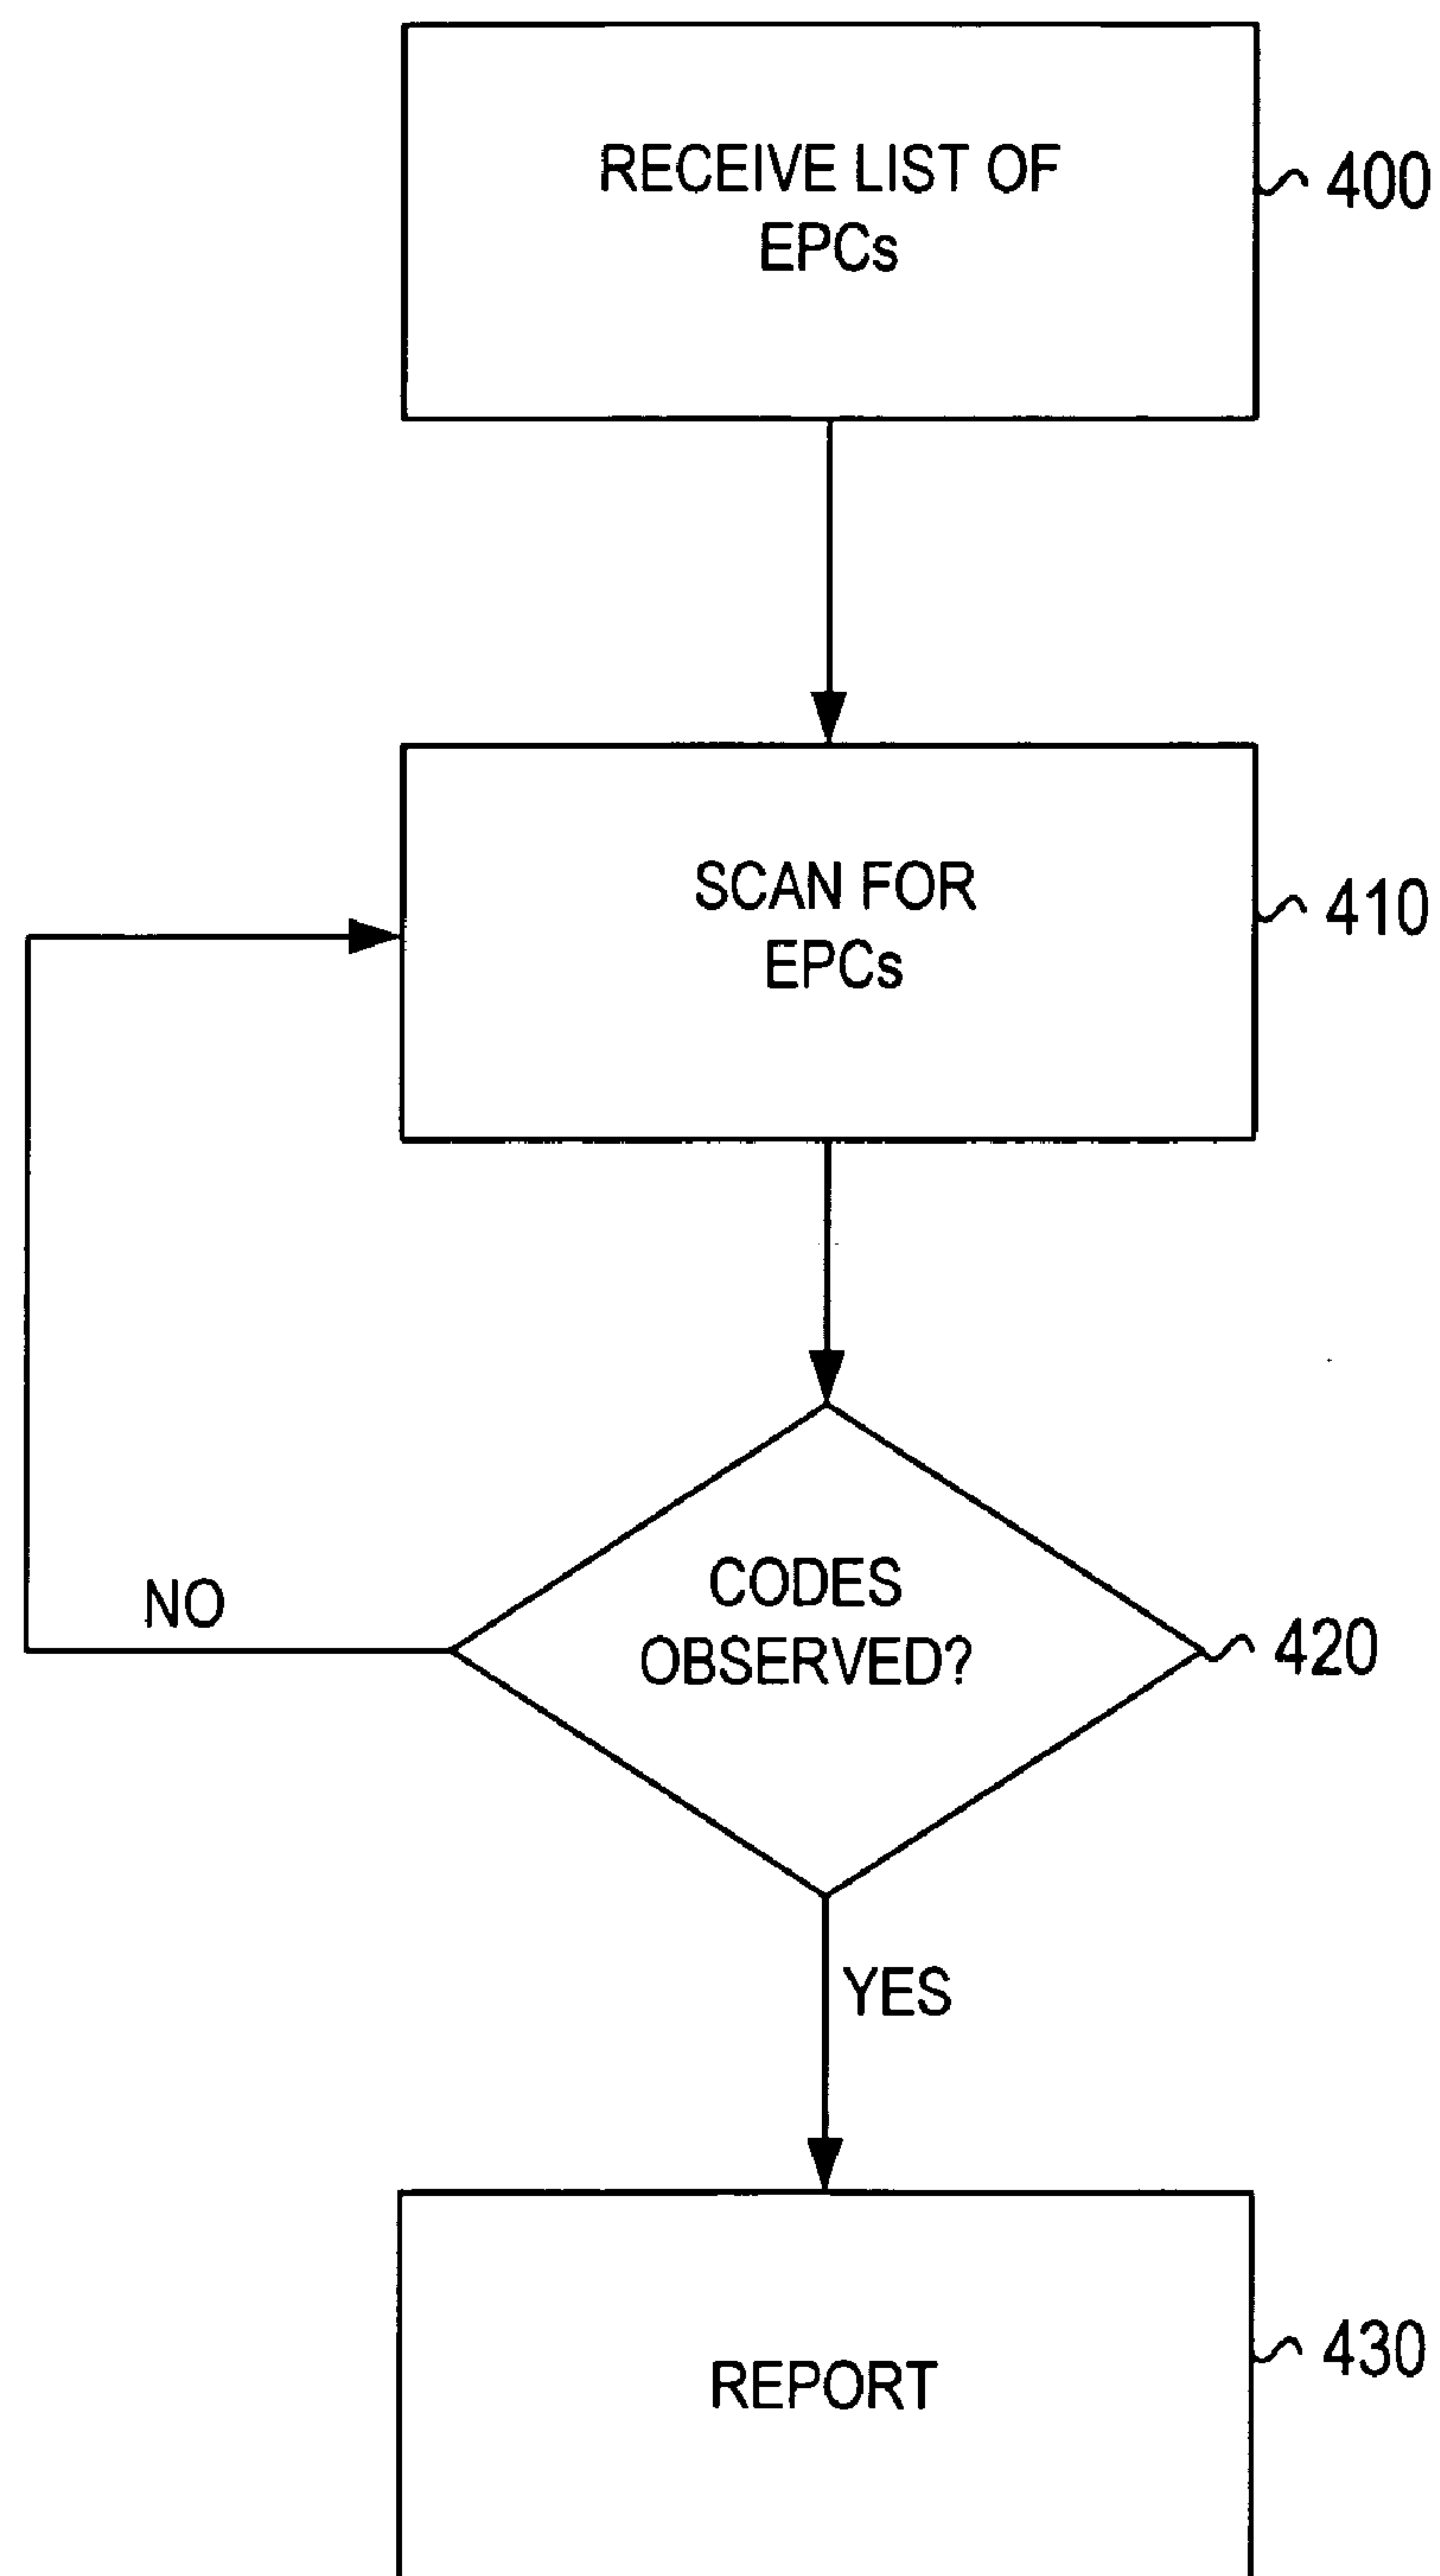 RECEIVE LIST OF
EPCs
400
SCAN FOR
EPCs
410
CODES
OBSERVED?
420
NO
YES
REPORT
430